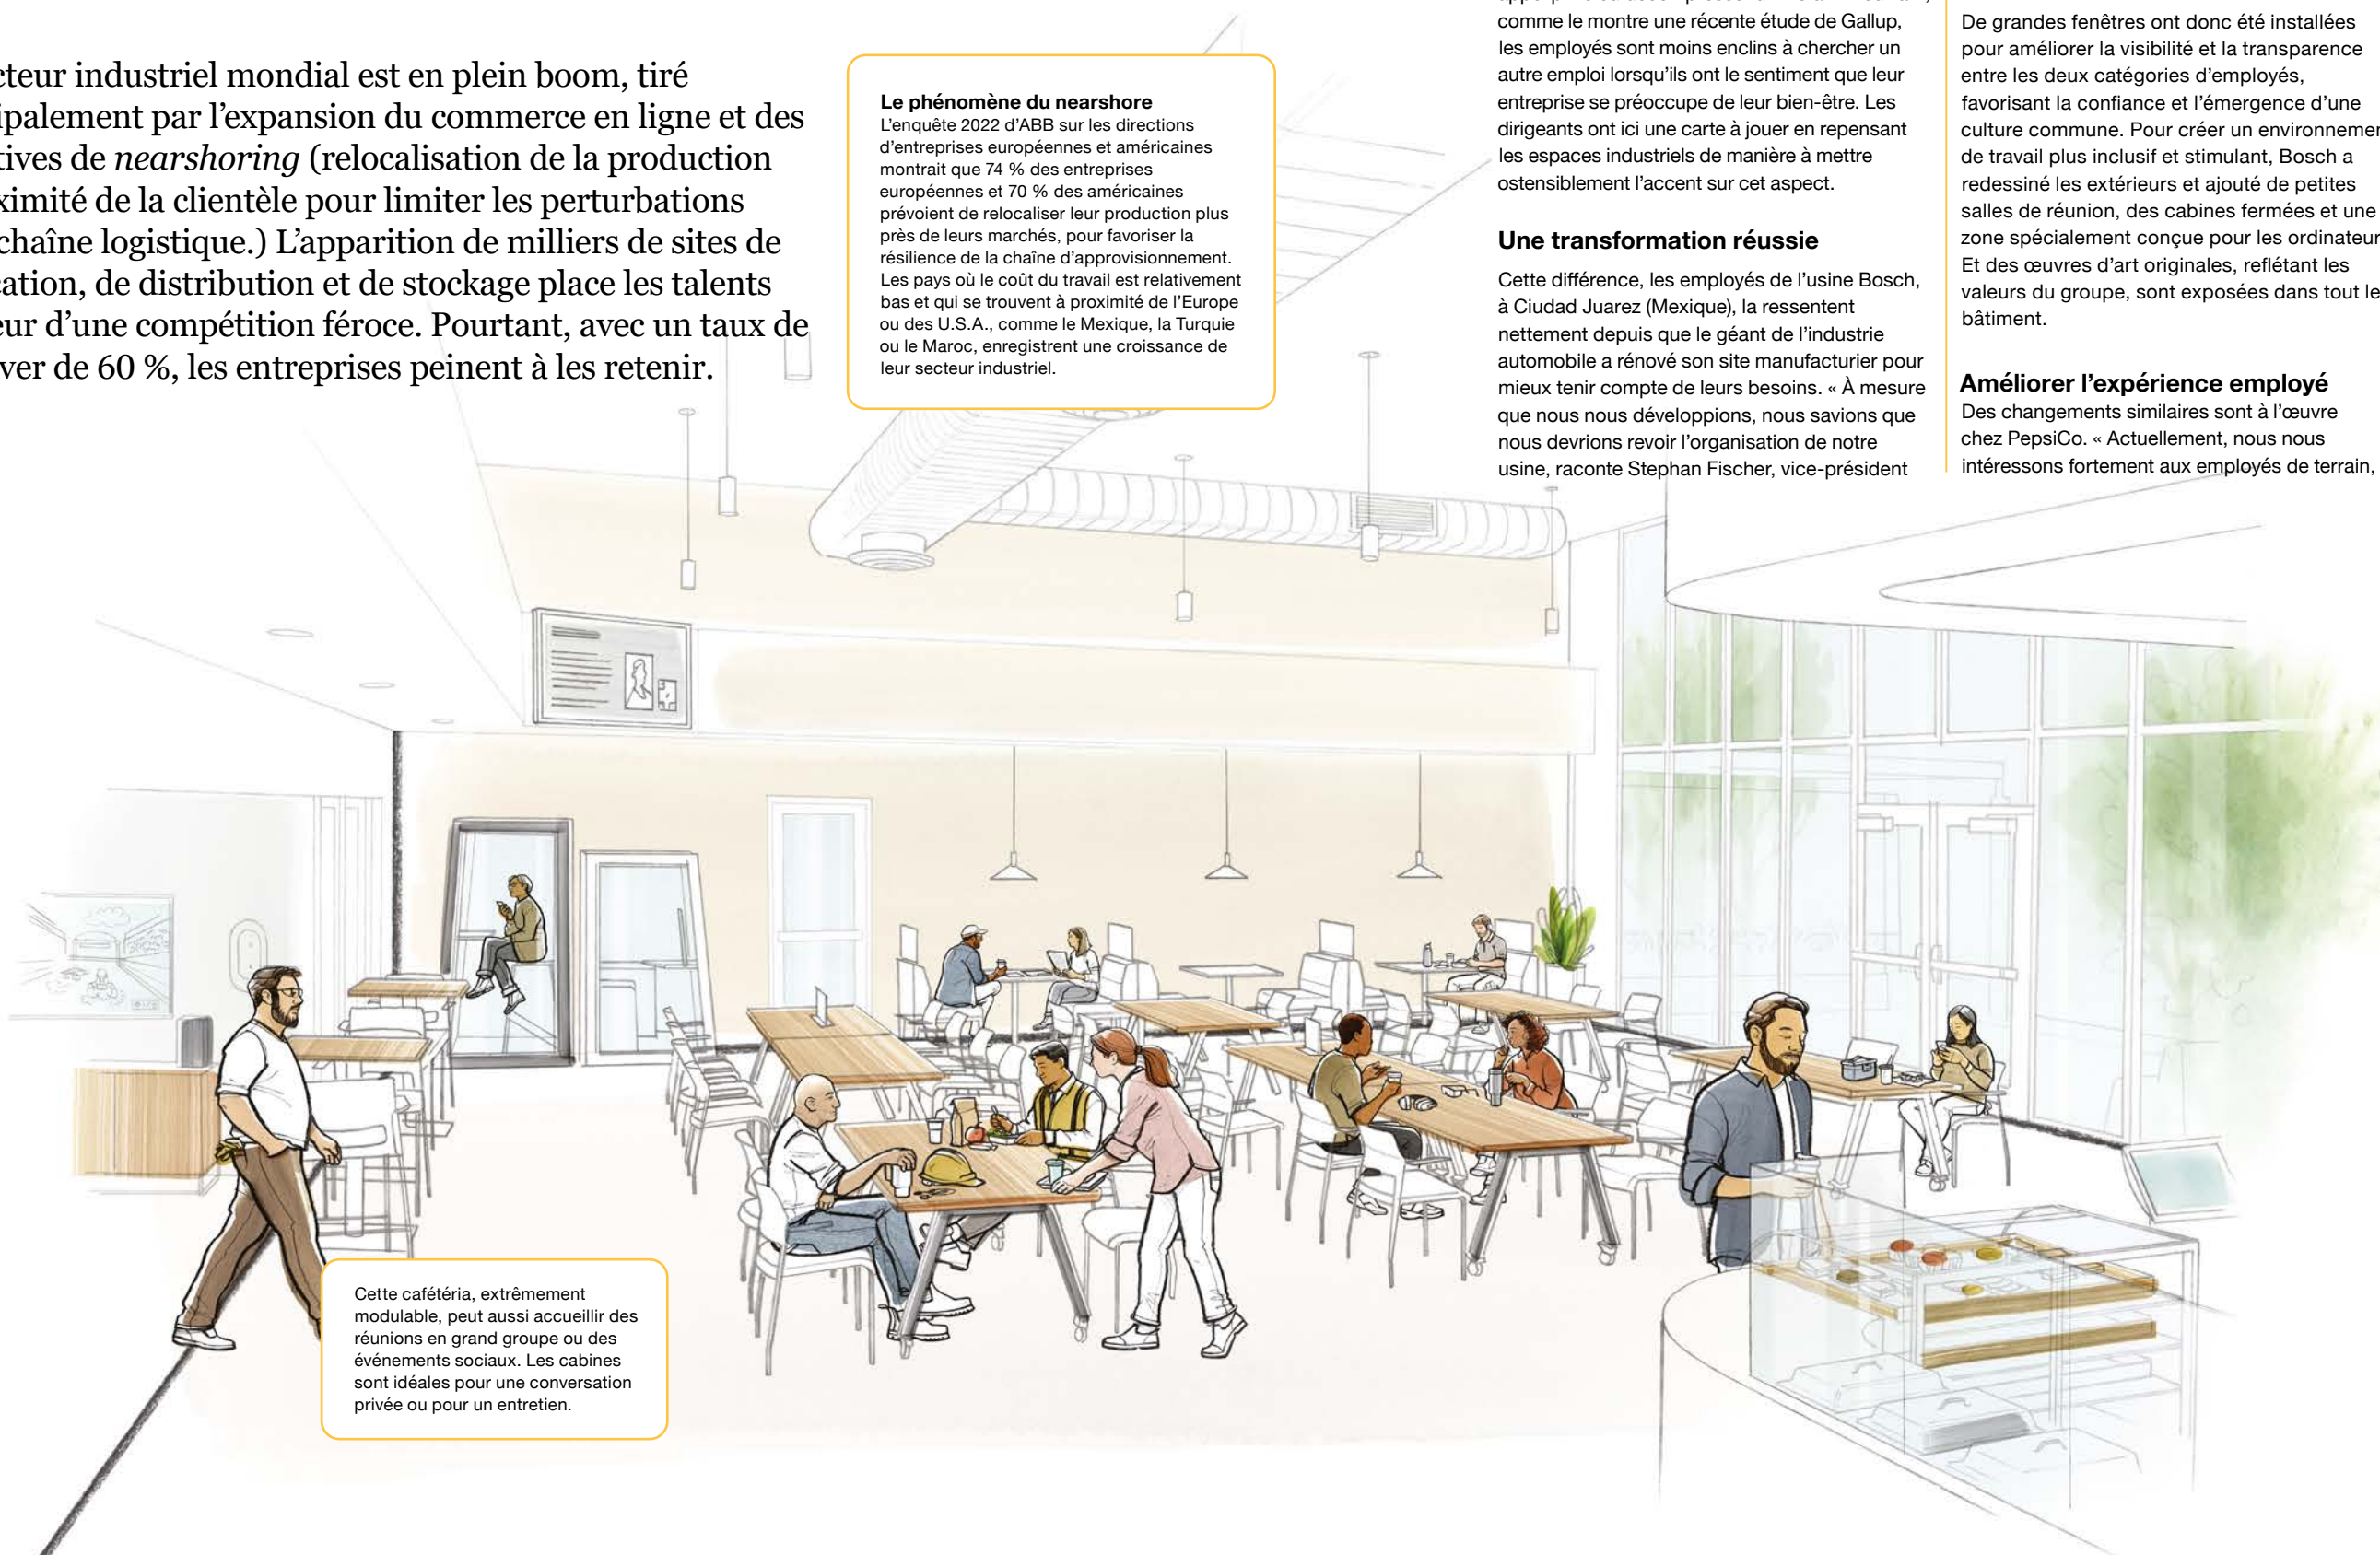 cteur industriel mondial est en plein boom, tiré
ipalement par l’expansion du commerce en ligne et des
tives de nearshoring (relocalisation de la production
ximité de la clientèle pour limiter les perturbations
chaîne logistique.) L’apparition de milliers de sites de
cation, de distribution et de stockage place les talents
eur d’une compétition féroce. Pourtant, avec un taux de
ver de 60 %, les entreprises peinent à les retenir.
Le phénomène du nearshore
L’enquête 2022 d’ABB sur les directions
d’entreprises européennes et américaines
montrait que 74 % des entreprises
européennes et 70 % des américaines
prévoient de relocaliser leur production plus
près de leurs marchés, pour favoriser la
résilience de la chaîne d’approvisionnement.
Les pays où le coût du travail est relativement
bas et qui se trouvent à proximité de l’Europe
ou des U.S.A., comme le Mexique, la Turquie
ou le Maroc, enregistrent une croissance de
leur secteur industriel.
comme le montre une récente étude de Gallup,
les employés sont moins enclins à chercher un
autre emploi lorsqu’ils ont le sentiment que leur
entreprise se préoccupe de leur bien-être. Les
dirigeants ont ici une carte à jouer en repensant
les espaces industriels de manière à mettre
ostensiblement l’accent sur cet aspect.
Une transformation réussie
Cette différence, les employés de l’usine Bosch,
à Ciudad Juarez (Mexique), la ressentent
nettement depuis que le géant de l’industrie
automobile a rénové son site manufacturier pour
mieux tenir compte de leurs besoins. « À mesure
que nous nous développions, nous savions que
nous devrions revoir l’organisation de notre
usine, raconte Stephan Fischer, vice-président
De grandes fenêtres ont donc été installées
pour améliorer la visibilité et la transparence
entre les deux catégories d’employés,
favorisant la confiance et l’émergence d’une
culture commune. Pour créer un environnemen
de travail plus inclusif et stimulant, Bosch a
redessiné les extérieurs et ajouté de petites
salles de réunion, des cabines fermées et une
zone spécialement conçue pour les ordinateur
Et des œuvres d’art originales, reflétant les
valeurs du groupe, sont exposées dans tout le
bâtiment.
Améliorer l’expérience employé
Des changements similaires sont à l’œuvre
chez PepsiCo. « Actuellement, nous nous
intéressons fortement aux employés de terrain,
Cette cafétéria, extrêmement
modulable, peut aussi accueillir des
réunions en grand groupe ou des
événements sociaux. Les cabines
sont idéales pour une conversation
privée ou pour un entretien.